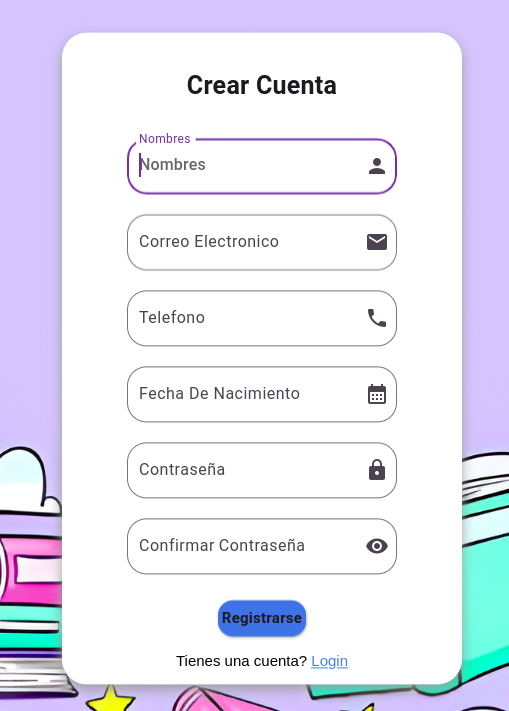 Crear Cuenta
Nombres
Nombres
Correo Electronico
Telefono
Fecha De Nacimiento
Contraseña
Confirmar Contraseña
Registrarse
Tienes una cuenta? Login